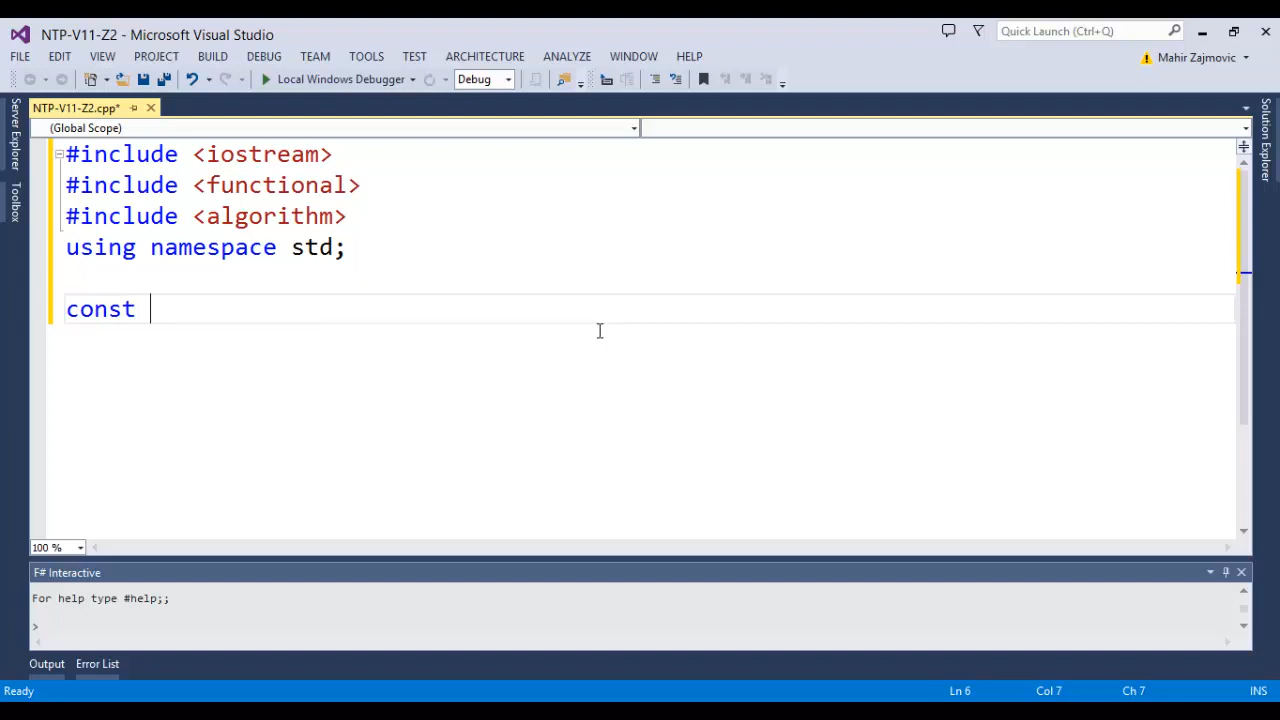 NTP-V11-Z2 - Microsoft Visual Studio
Quick Launch (Ctrl+Q)
FILE EDIT VIEW PROJECT BUILD DEBUG TEAM TOOLS TEST ARCHITECTURE ANALYZE WINDOW HELP
Mahir Zajmovic
Local Windows Debugger
Debug
NTP-V11-Z2.cpp*
(Global Scope)
Server Explorer
Toolbox
Solution Explorer
#include <iostream>
#include <functional>
#include <algorithm>
using namespace std;
const
100 %
F# Interactive
For help type #help;;
>
Output Error List
Ready
Ln 6 Col 7 Ch 7 INS